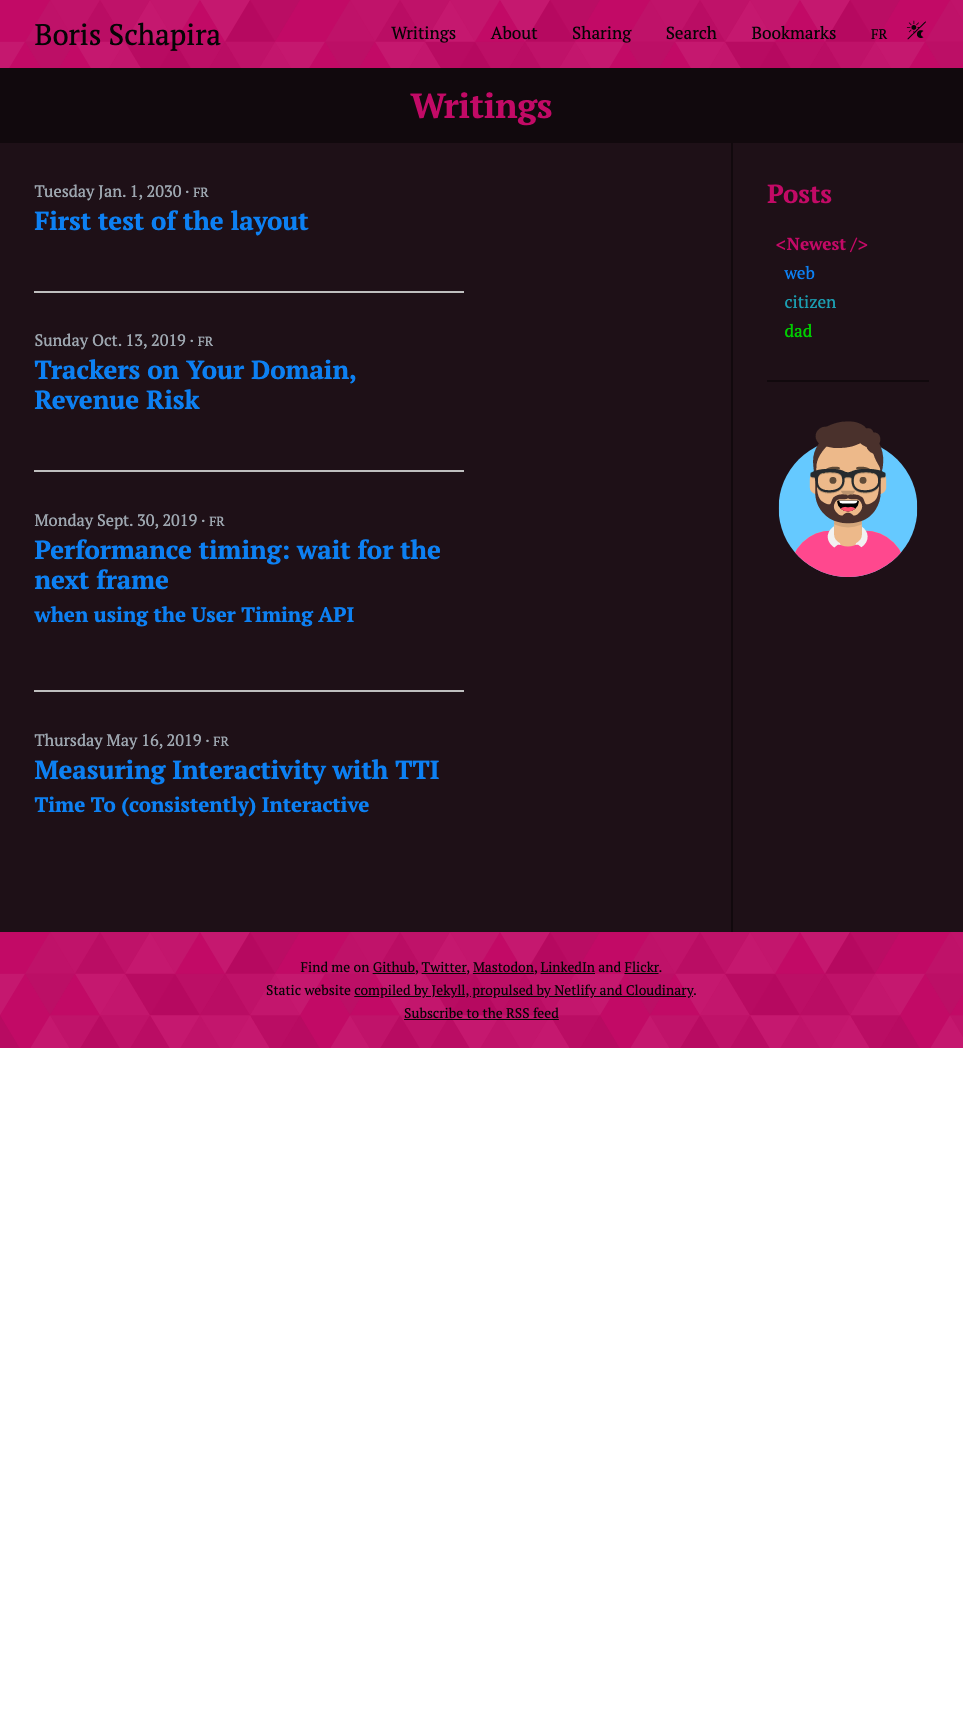 Boris Schapira
Writings About Sharing Search Bookmarks FR
Writings
Tuesday Jan. 1, 2030 · FR
First test of the layout
Sunday Oct. 13, 2019 · FR
Trackers on Your Domain,
Revenue Risk
Monday Sept. 30, 2019 · FR
Performance timing: wait for the
next frame
when using the User Timing API
Thursday May 16, 2019 · FR
Measuring Interactivity with TTI
Time To (consistently) Interactive
Posts
<Newest />
web
citizen
dad
Find me on Github, Twitter, Mastodon, LinkedIn and Flickr.
Static website compiled by Jekyll, propulsed by Netlify and Cloudinary.
Subscribe to the RSS feed